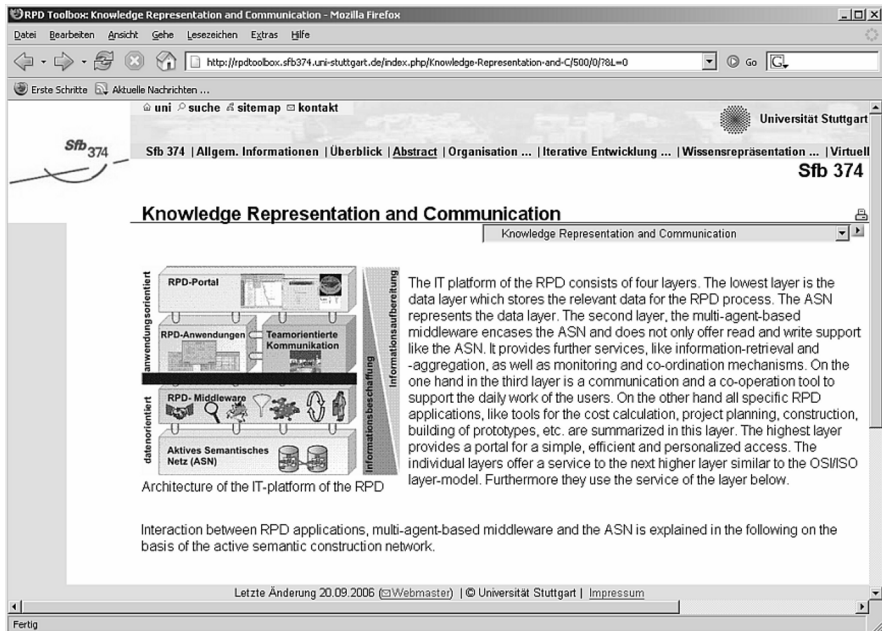 RPD Toolbox: Knowledge Representation and Communication - Mozilla Firefox
Datei Bearbeiten Ansicht Gehe Lesezeichen Extras Hilfe
http://rpdtoolbox.sfb374.uni-stuttgart.de/index.php/Knowledge-Representation-and-C/500/0/?&L=0
Go
G
Erste Schritte Aktuelle Nachrichten ...
uni suche sitemap kontakt
Universität Stuttgart
Sfb 374
Sfb 374 | Allgem. Informationen | Überblick | Abstract | Organisation ... | Iterative Entwicklung ... | Wissensrepräsentation ... | Virtuell
Sfb 374
Knowledge Representation and Communication
Knowledge Representation and Communication
anwendungsorientiert
datenorientiert
RPD-Portal
RPD-Anwendungen
Teamorientierte
Kommunikation
RPD- Middleware
Aktives Semantisches
Netz (ASN)
Informationsbeschaffung
Informationsaufbereitung
Architecture of the IT-platform of the RPD
The IT platform of the RPD consists of four layers. The lowest layer is the
data layer which stores the relevant data for the RPD process. The ASN
represents the data layer. The second layer, the multi-agent-based
middleware encases the ASN and does not only offer read and write support
like the ASN. It provides further services, like information-retrieval and
-aggregation, as well as monitoring and co-ordination mechanisms. On the
one hand in the third layer is a communication and a co-operation tool to
support the daily work of the users. On the other hand all specific RPD
applications, like tools for the cost calculation, project planning, construction,
building of prototypes, etc. are summarized in this layer. The highest layer
provides a portal for a simple, efficient and personalized access. The
individual layers offer a service to the next higher layer similar to the OSI/ISO
layer-model. Furthermore they use the service of the layer below.
Interaction between RPD applications, multi-agent-based middleware and the ASN is explained in the following on the
basis of the active semantic construction network.
Letzte Änderung 20.09.2006 (Webmaster) | © Universität Stuttgart | Impressum
Fertig